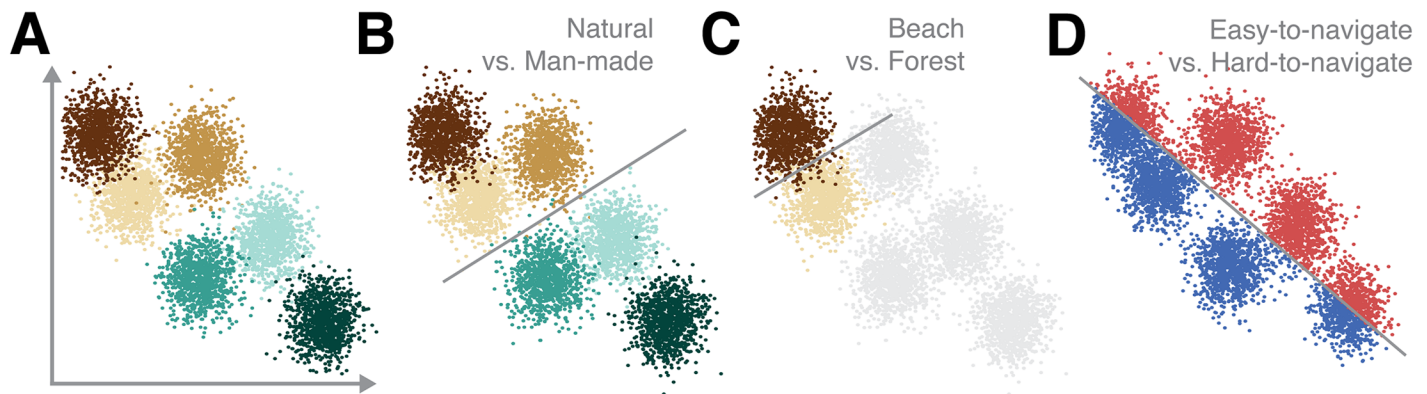 A
B
Natural
vs. Man-made
C
Beach
vs. Forest
D
Easy-to-navigate
vs. Hard-to-navigate